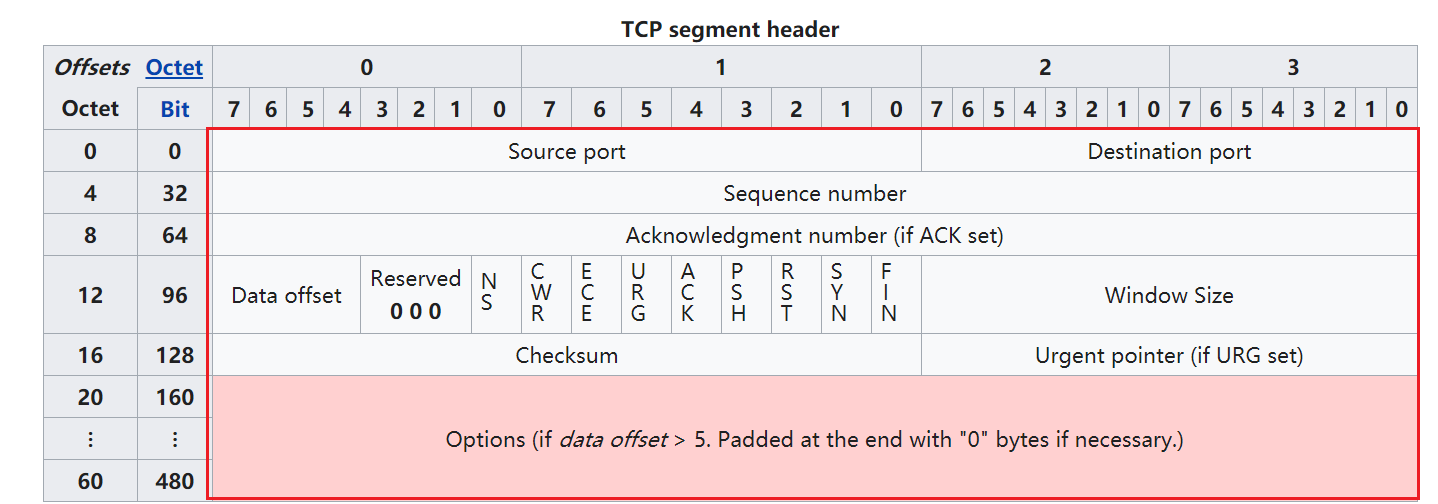 TCP segment header
Offsets Octet 0 1 2 3
Octet Bit 7 6 5 4 3 2 1 0 7 6 5 4 3 2 1 0 7 6 5 4 3 2 1 0 7 6 5 4 3 2 1 0
0 0 Source port Destination port
4 32 Sequence number
8 64 Acknowledgment number (if ACK set)
12 96 Data offset Reserved 0 0 0 NS CWR ECE URG ACK PSH RST SYN FIN Window Size
16 128 Checksum Urgent pointer (if URG set)
20 160
⋮ ⋮ Options (if data offset > 5. Padded at the end with "0" bytes if necessary.)
60 480